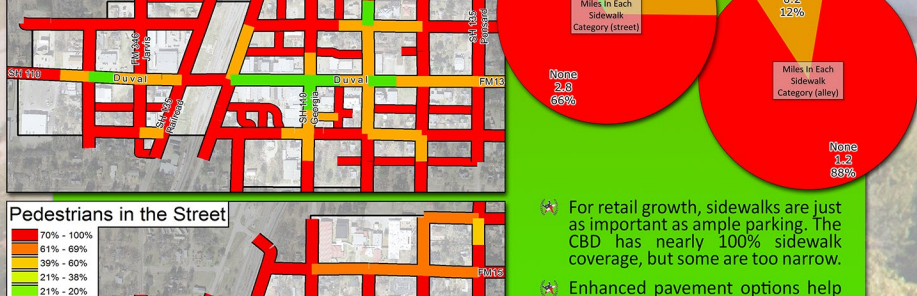 FM 346
Jarvis
SH 135
Ponsard
SH 110
Duval
Duval
FM13
SH 135
Railroad
SH 110
Georgia
Miles In Each
Sidewalk
Category (street)
None
2.8
66%
0.2
12%
Miles In Each
Sidewalk
Category (alley)
None
1.2
88%
Pedestrians in the Street
70% - 100%
61% - 69%
39% - 60%
21% - 38%
21% - 20%
FM15
For retail growth, sidewalks are just
as important as ample parking. The
CBD has nearly 100% sidewalk
coverage, but some are too narrow.
Enhanced pavement options help